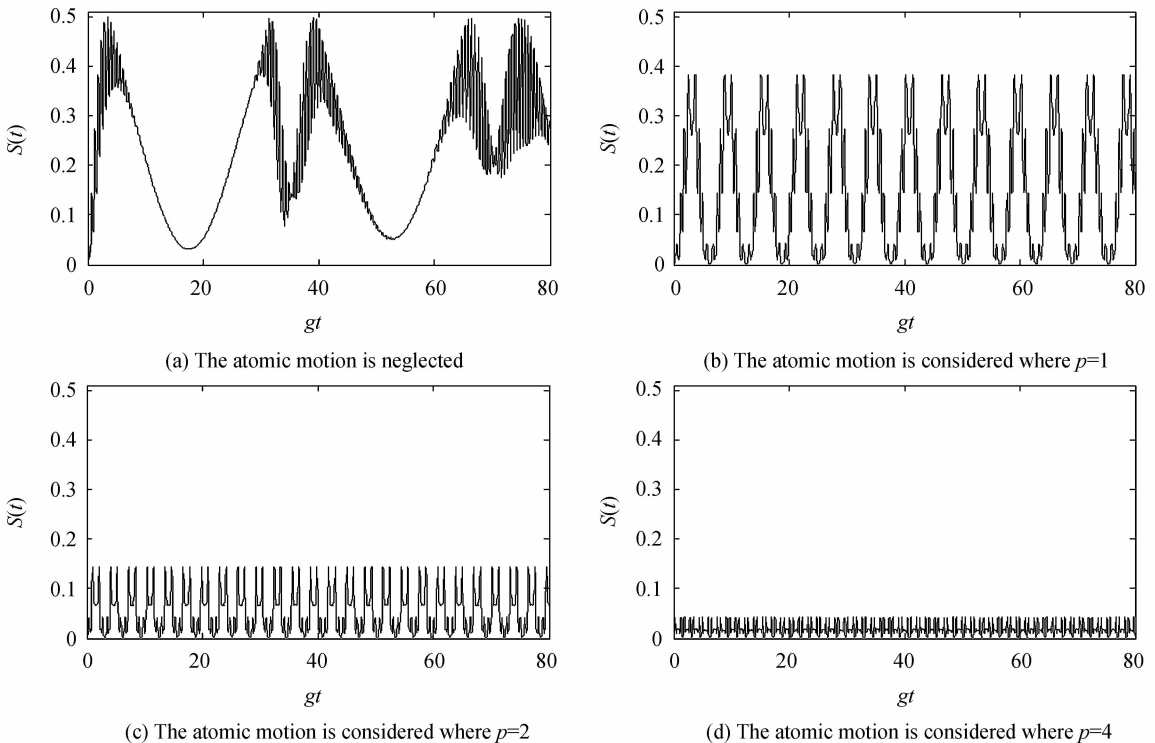 0.5
0.4
0.3
0.2
0.1
0
S(t)
0 20 40 60 80
gt
(a) The atomic motion is neglected
0.5
0.4
0.3
0.2
0.1
0
S(t)
0 20 40 60 80
gt
(b) The atomic motion is considered where p=1
0.5
0.4
0.3
0.2
0.1
0
S(t)
0 20 40 60 80
gt
(c) The atomic motion is considered where p=2
0.5
0.4
0.3
0.2
0.1
0
S(t)
0 20 40 60 80
gt
(d) The atomic motion is considered where p=4